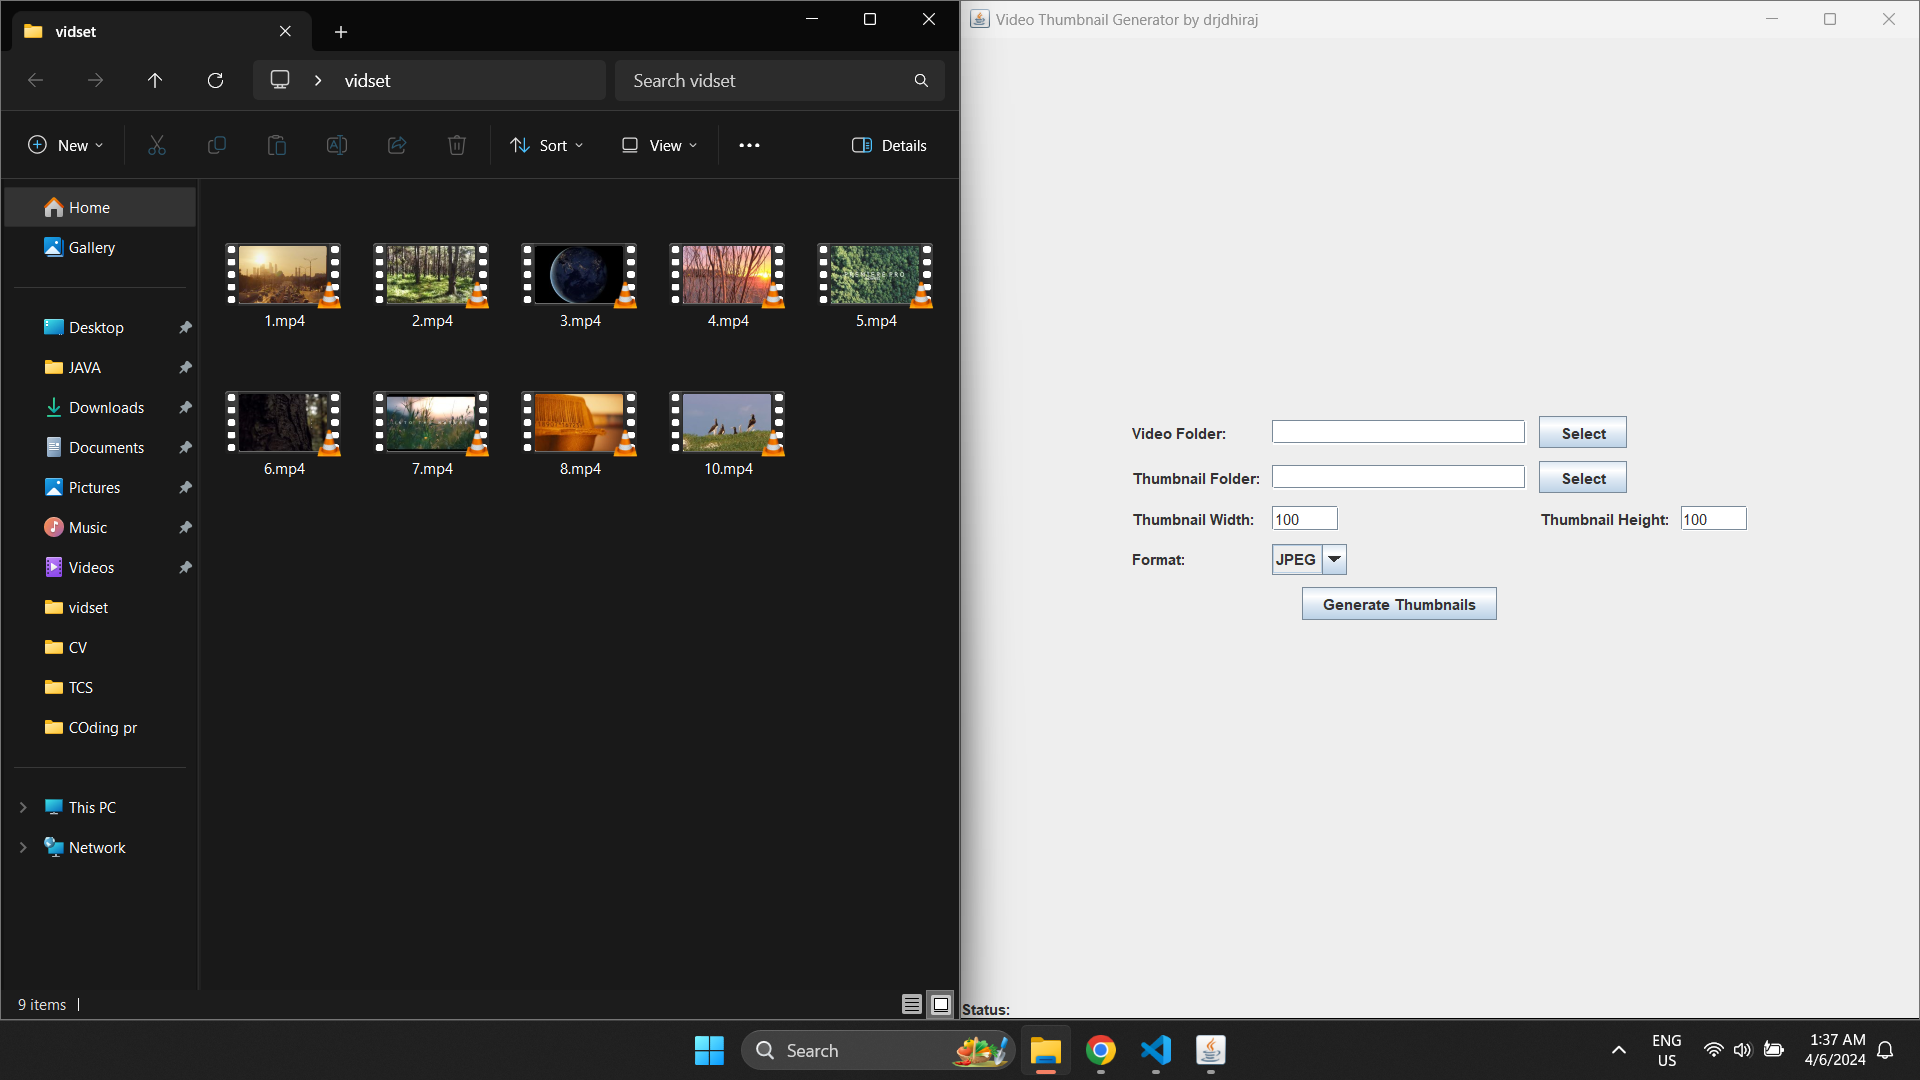 vidset
vidset
Search vidset
New
Sort
View
Details
Home
Gallery
Desktop
JAVA
Downloads
Documents
Pictures
Music
Videos
vidset
CV
TCS
COding pr
This PC
Network
1.mp4
2.mp4
3.mp4
4.mp4
PREMIERE PRO
5.mp4
6.mp4
7.mp4
8.mp4
10.mp4
9 items
Video Thumbnail Generator by drjdhiraj
Video Folder:
Select
Thumbnail Folder:
Select
Thumbnail Width:
100
Thumbnail Height:
100
Format:
JPEG
Generate Thumbnails
Status:
Search
ENG
US
1:37 AM
4/6/2024